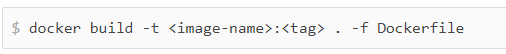 $ docker build -t <image-name>:<tag> . -f Dockerfile